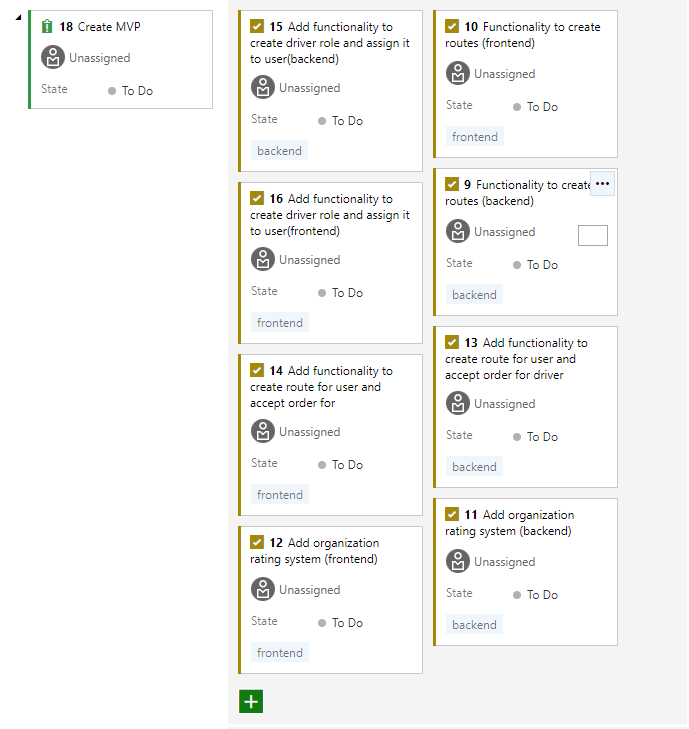 18 Create MVP
Unassigned
State To Do
15 Add functionality to
create driver role and assign it
to user(backend)
Unassigned
State To Do
backend
16 Add functionality to
create driver role and assign it
to user(frontend)
Unassigned
State To Do
frontend
14 Add functionality to
create route for user and
accept order for
Unassigned
State To Do
frontend
12 Add organization
rating system (frontend)
Unassigned
State To Do
frontend
10 Functionality to create
routes (frontend)
Unassigned
State To Do
frontend
9 Functionality to create
routes (backend)
Unassigned
State To Do
backend
13 Add functionality to
create route for user and
accept order for driver
Unassigned
State To Do
backend
11 Add organization
rating system (backend)
Unassigned
State To Do
backend